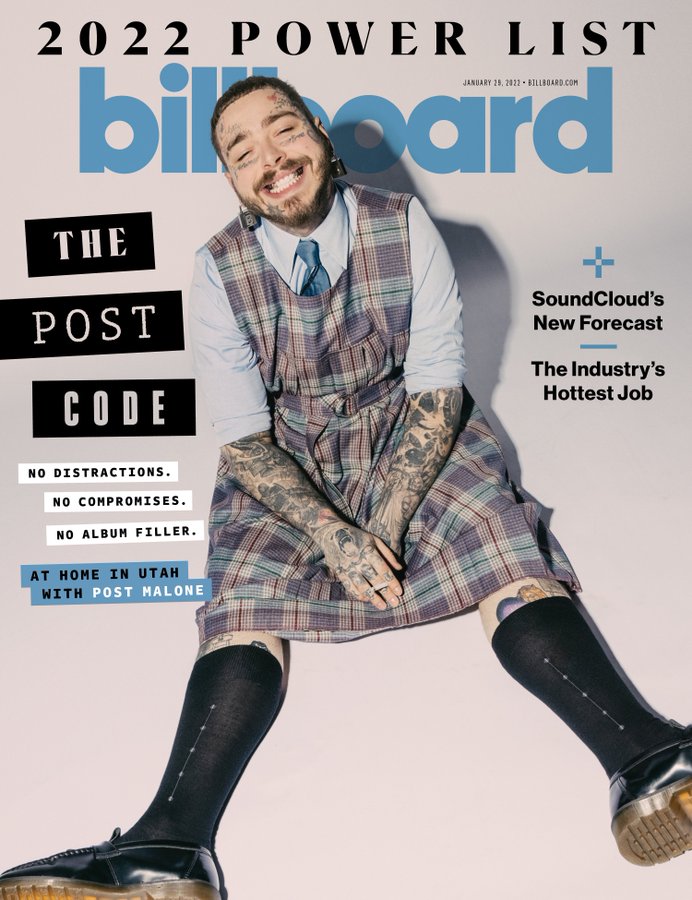 2022 POWER LIST
billboard
JANUARY 29, 2022 • BILLBOARD.COM
THE
POST
CODE
NO DISTRACTIONS.
NO COMPROMISES.
NO ALBUM FILLER.
AT HOME IN UTAH
WITH POST MALONE
SoundCloud's
New Forecast
The Industry's
Hottest Job